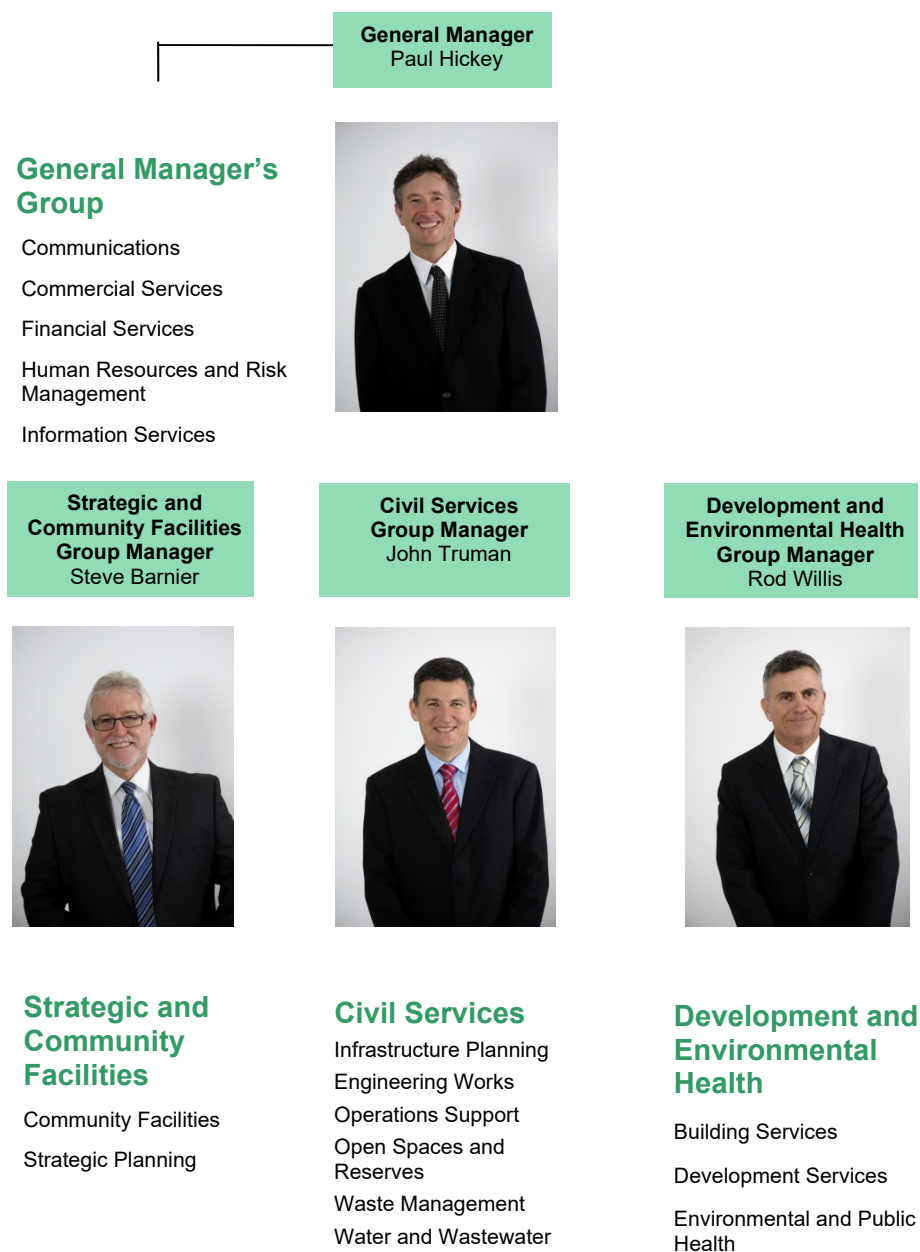 General Manager
Paul Hickey
General Manager’s
Group
Communications
Commercial Services
Financial Services
Human Resources and Risk
Management
Information Services
Strategic and
Community Facilities
Group Manager
Steve Barnier
Civil Services
Group Manager
John Truman
Development and
Environmental Health
Group Manager
Rod Willis
Strategic and
Community
Facilities
Community Facilities
Strategic Planning
Civil Services
Infrastructure Planning
Engineering Works
Operations Support
Open Spaces and
Reserves
Waste Management
Water and Wastewater
Development and
Environmental
Health
Building Services
Development Services
Environmental and Public
Health